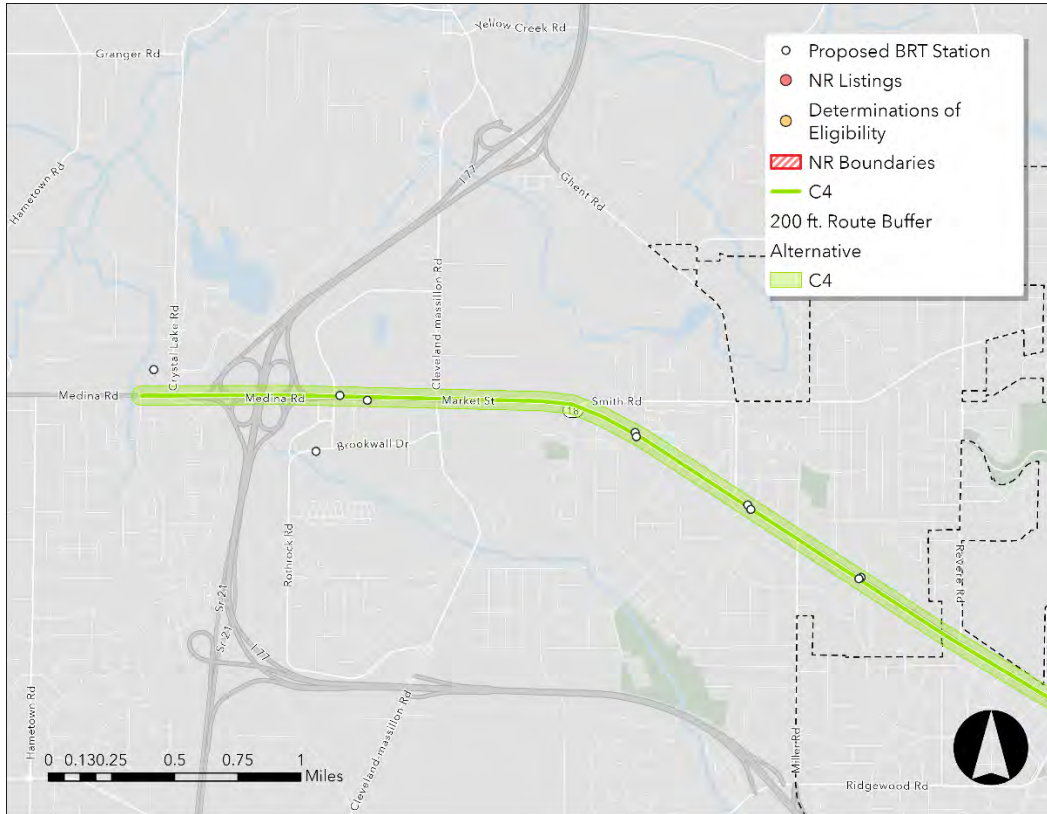 Yellow Creek Rd
Granger Rd
Proposed BRT Station
NR Listings
Determinations of
Eligibility
NR Boundaries
C4
200 ft. Route Buffer
Alternative
C4
Hametown Rd
I 77
Ghent Rd
Cleveland-massillon Rd
Crystal Lake Rd
Medina Rd
Medina Rd
Market St
Smith Rd
18
Brookwall Dr
Rothrock Rd
Revere Rd
Sr 21
Sr 21
I 77
Hametown Rd
Cleveland-massillon Rd
Miller Rd
Ridgewood Rd
0 0.130.25 0.5 0.75 1
Miles